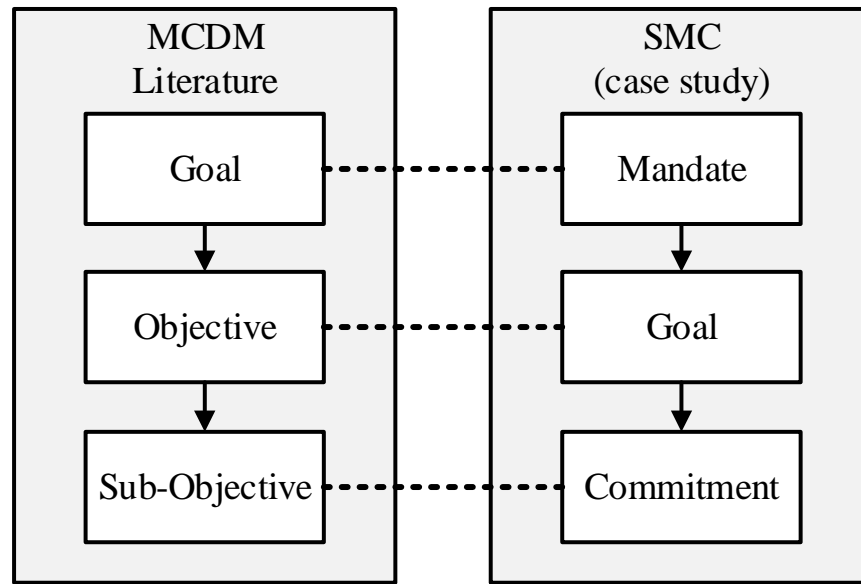 MCDM
Literature
Goal
Objective
Sub-Objective
SMC
(case study)
Mandate
Goal
Commitment